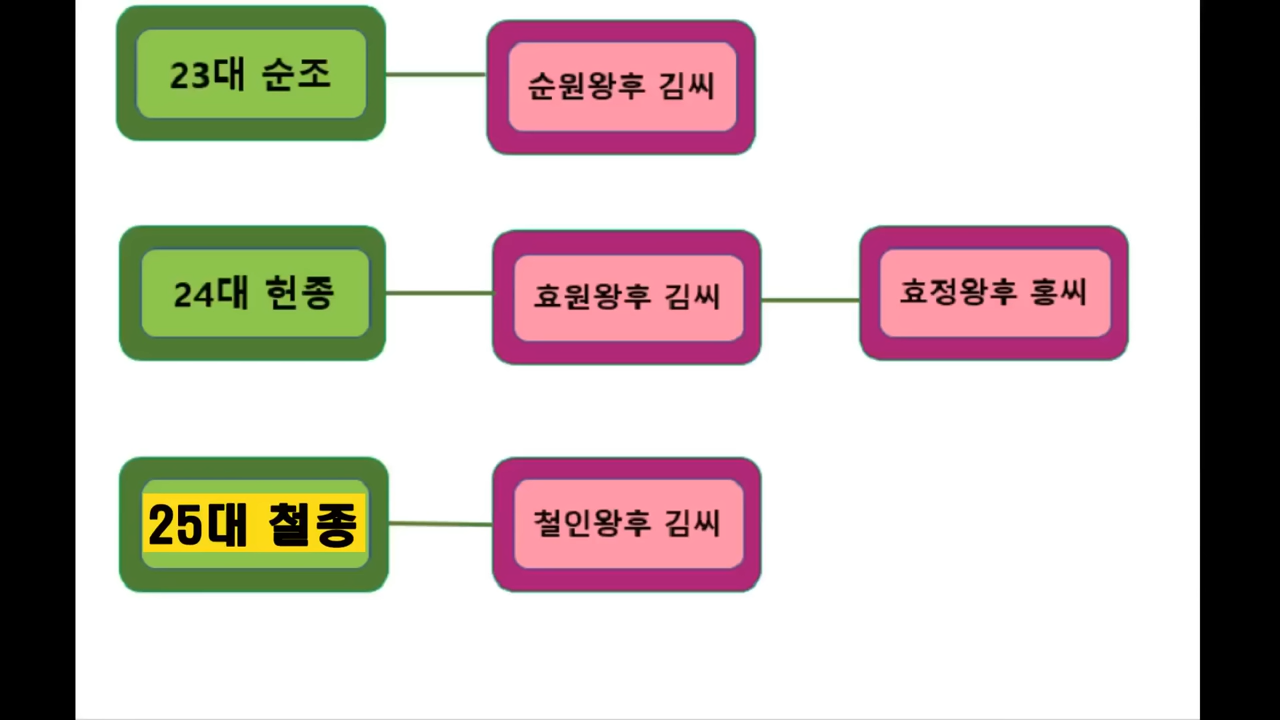 23대 순조
순원왕후 김씨
24대 헌종
효원왕후 김씨
효정왕후 홍씨
25대 철종
철인왕후 김씨